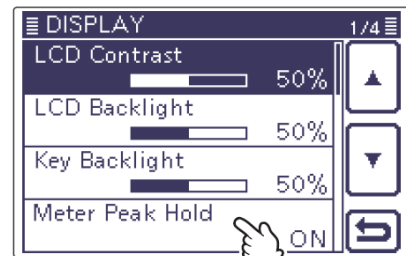 DISPLAY 1/4
LCD Contrast
50%
LCD Backlight
50%
Key Backlight
50%
Meter Peak Hold
ON